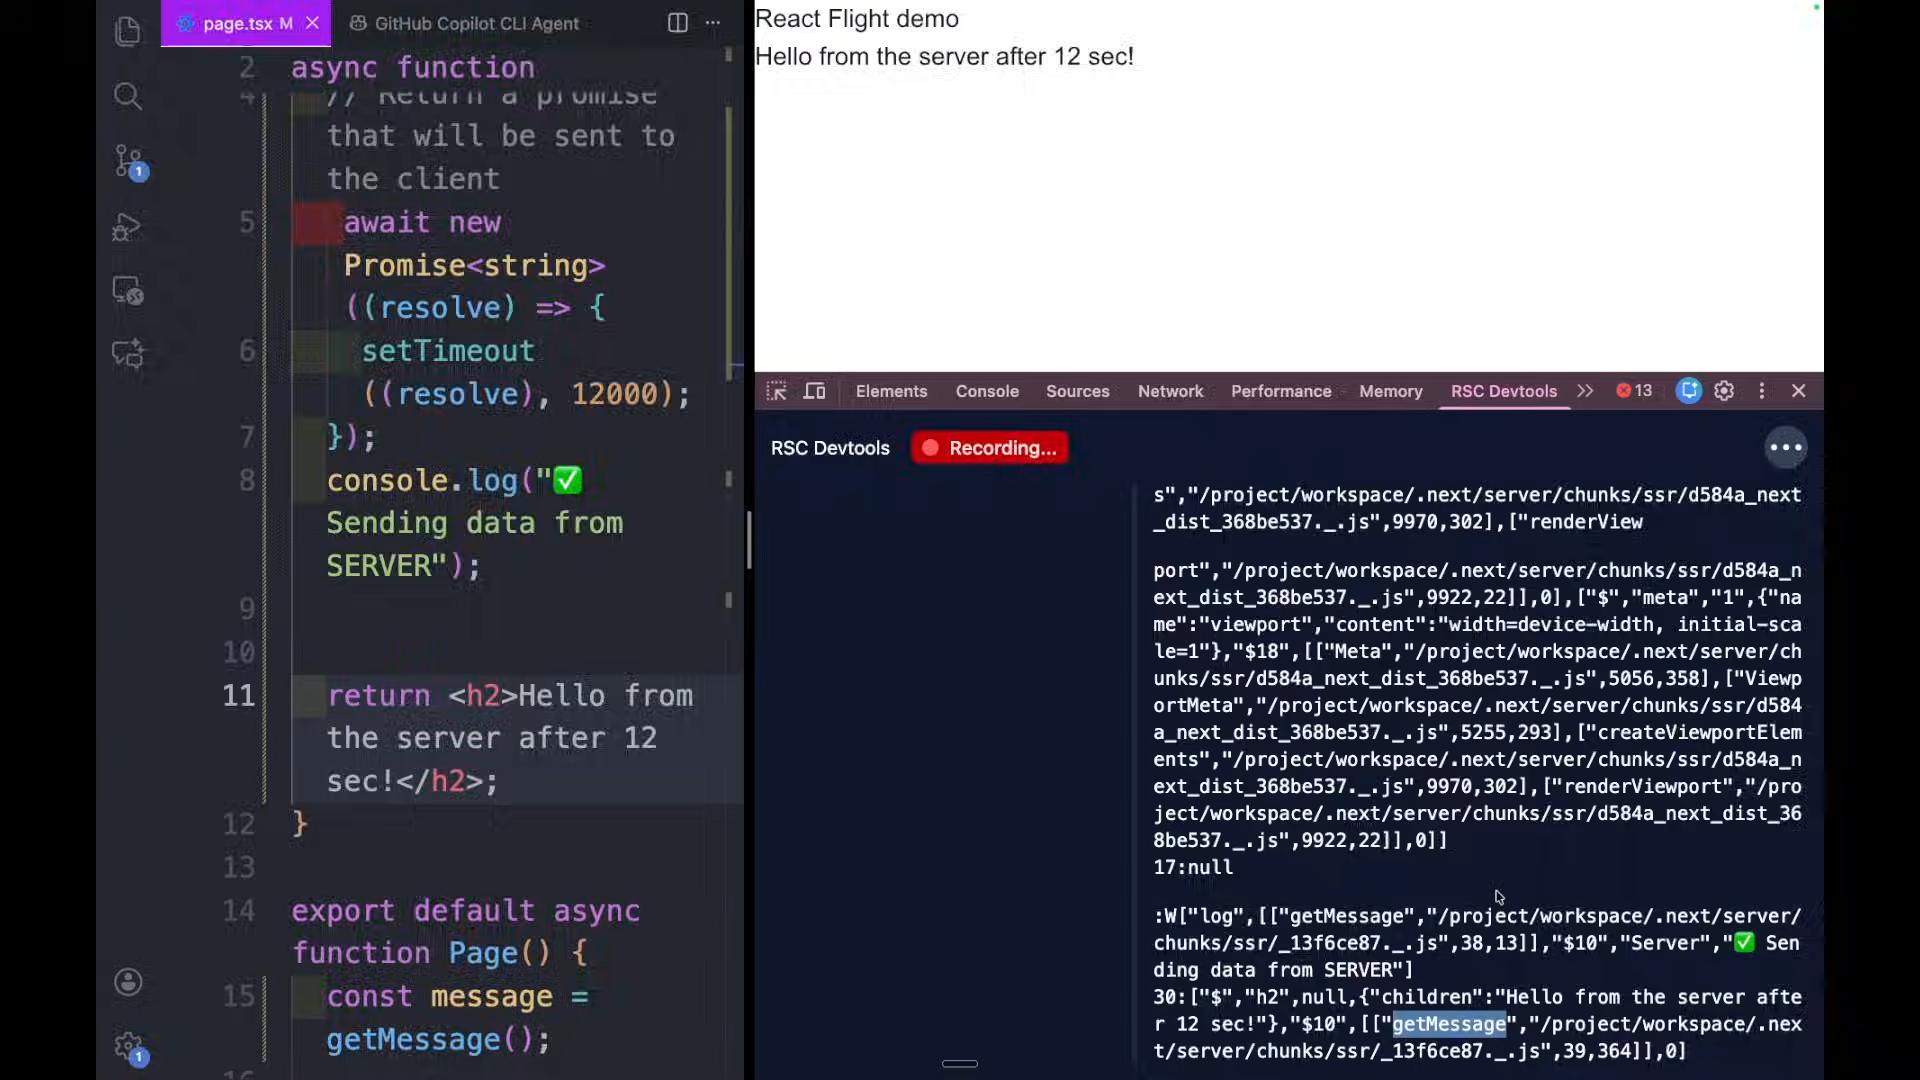 page.tsx M
GitHub Copilot CLI Agent
2 async function
4 // Return a promise
that will be sent to
the client
5 await new
Promise<string>
((resolve) => {
6 setTimeout
((resolve), 12000);
7 });
8 console.log("✅
Sending data from
SERVER");
9
10
11 return <h2>Hello from
the server after 12
sec!</h2>;
12 }
13
14 export default async
function Page() {
15 const message =
getMessage();
1
1
React Flight demo
Hello from the server after 12 sec!
Elements Console Sources Network Performance Memory RSC Devtools 13
RSC Devtools Recording...
s","/project/workspace/.next/server/chunks/ssr/d584a_next
_dist_368be537._.js",9970,302],["renderView
port","/project/workspace/.next/server/chunks/ssr/d584a_n
ext_dist_368be537._.js",9922,22]],0],["$","meta","1",{"na
me":"viewport","content":"width=device-width, initial-sca
le=1"},"$18",[["Meta","/project/workspace/.next/server/ch
unks/ssr/d584a_next_dist_368be537._.js",5056,358],["Viewp
ortMeta","/project/workspace/.next/server/chunks/ssr/d584
a_next_dist_368be537._.js",5255,293],["createViewportElem
ents","/project/workspace/.next/server/chunks/ssr/d584a_n
ext_dist_368be537._.js",9970,302],["renderViewport","/pro
ject/workspace/.next/server/chunks/ssr/d584a_next_dist_36
8be537._.js",9922,22]],0]]
17:null
:W["log",[["getMessage","/project/workspace/.next/server/
chunks/ssr/_13f6ce87._.js",38,13]],"$10","Server","✅ Sen
ding data from SERVER"]
30:["$","h2",null,{"children":"Hello from the server afte
r 12 sec!"},"$10",[["getMessage","/project/workspace/.nex
t/server/chunks/ssr/_13f6ce87._.js",39,364]],0]